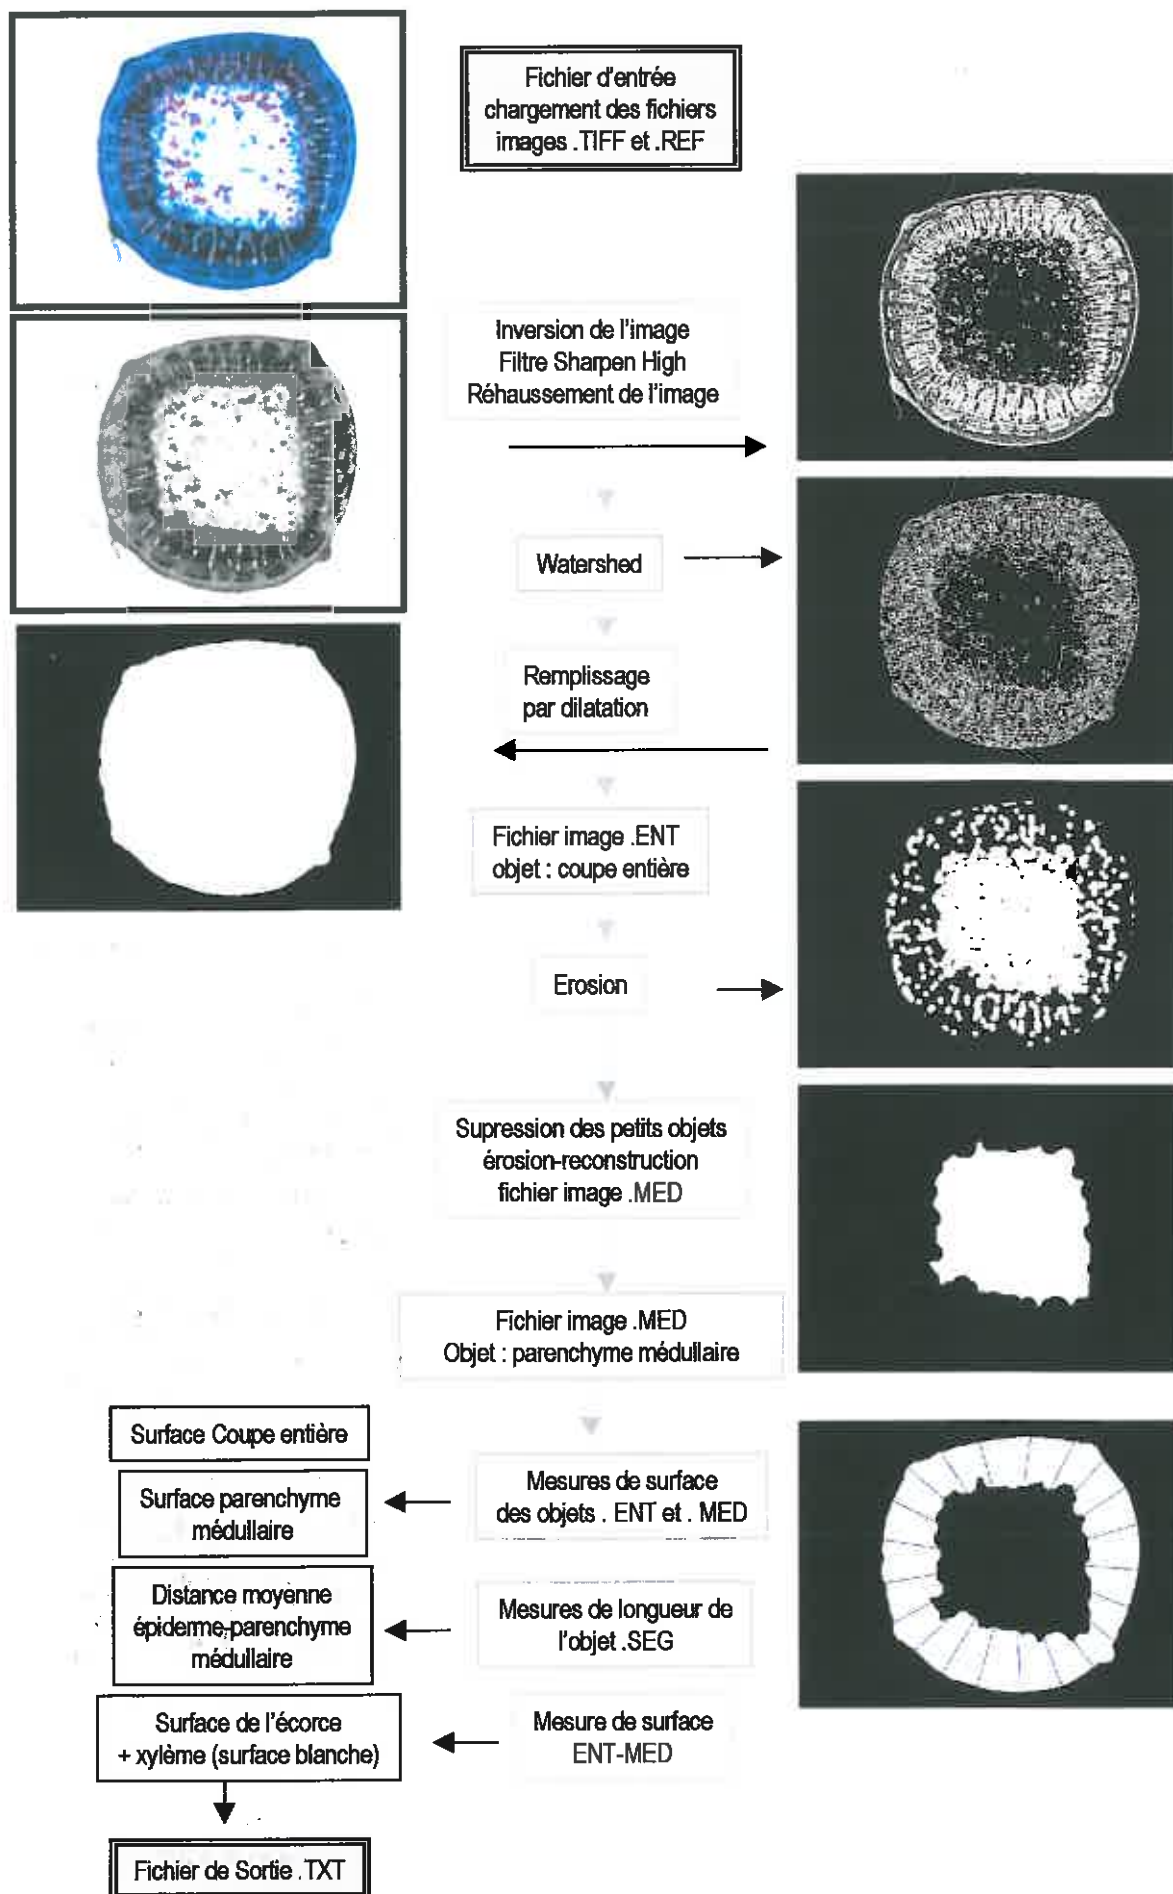 Fichier d'entrée
chargement des fichiers
images .TIFF et .REF
Inversion de l'image
Filtre Sharpen High
Réhaussement de l'image
Watershed
Remplissage
par dilatation
Fichier image .ENT
objet : coupe entière
Erosion
Supression des petits objets
érosion-reconstruction
fichier image .MED
Fichier image .MED
Objet : parenchyme médullaire
Surface Coupe entière
Surface parenchyme
médullaire
Mesures de surface
des objets . ENT et . MED
Distance moyenne
épiderme-parenchyme
médullaire
Mesures de longueur de
l'objet .SEG
Surface de l'écorce
+ xylème (surface blanche)
Mesure de surface
ENT-MED
Fichier de Sortie .TXT